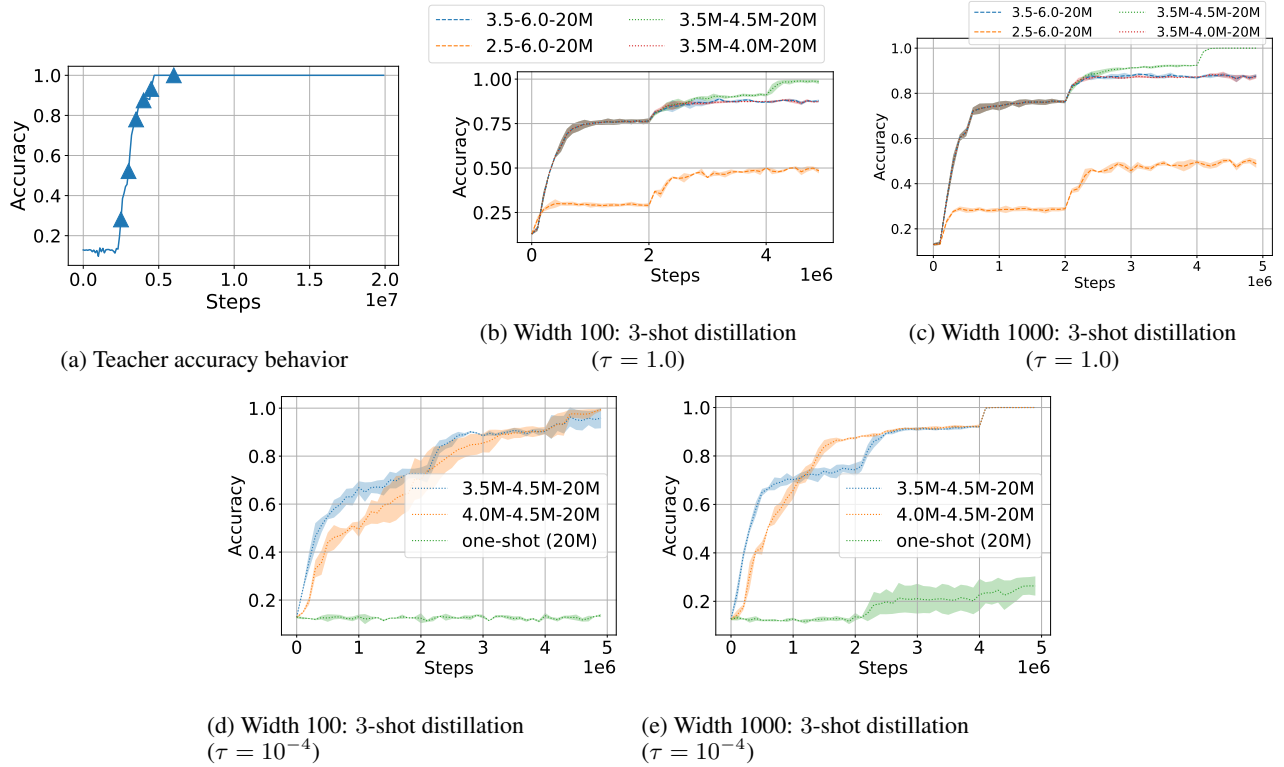 Accuracy
1.0
0.8
0.6
0.4
0.2
0.0
0.5
1.0
1.5
2.0
Steps
1e7
(a) Teacher accuracy behavior
3.5-6.0-20M
2.5-6.0-20M
3.5M-4.5M-20M
3.5M-4.0M-20M
Accuracy
1.00
0.75
0.50
0.25
0
2
4
Steps
1e6
(b) Width 100: 3-shot distillation
(τ = 1.0)
3.5-6.0-20M
2.5-6.0-20M
3.5M-4.5M-20M
3.5M-4.0M-20M
Accuracy
1.0
0.8
0.6
0.4
0.2
0
1
2
3
4
5
Steps
1e6
(c) Width 1000: 3-shot distillation
(τ = 1.0)
Accuracy
1.0
0.8
0.6
0.4
0.2
3.5M-4.5M-20M
4.0M-4.5M-20M
one-shot (20M)
0
1
2
3
4
5
Steps
1e6
(d) Width 100: 3-shot distillation
(τ = 10⁻⁴)
Accuracy
1.0
0.8
0.6
0.4
0.2
3.5M-4.5M-20M
4.0M-4.5M-20M
one-shot (20M)
0
1
2
3
4
5
Steps
1e6
(e) Width 1000: 3-shot distillation
(τ = 10⁻⁴)